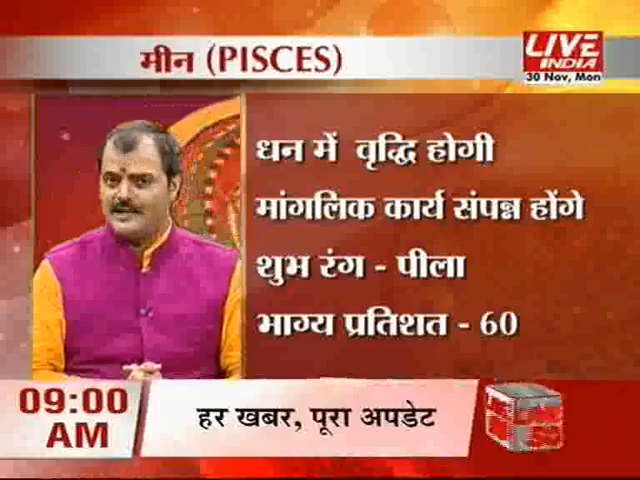 मीन (PISCES)
LIVE
INDIA
30 Nov, Mon
धन में वृद्धि होगी
मांगलिक कार्य संपन्न होंगे
शुभ रंग - पीला
भाग्य प्रतिशत - 60
09:00
AM
हर खबर, पूरा अपडेट